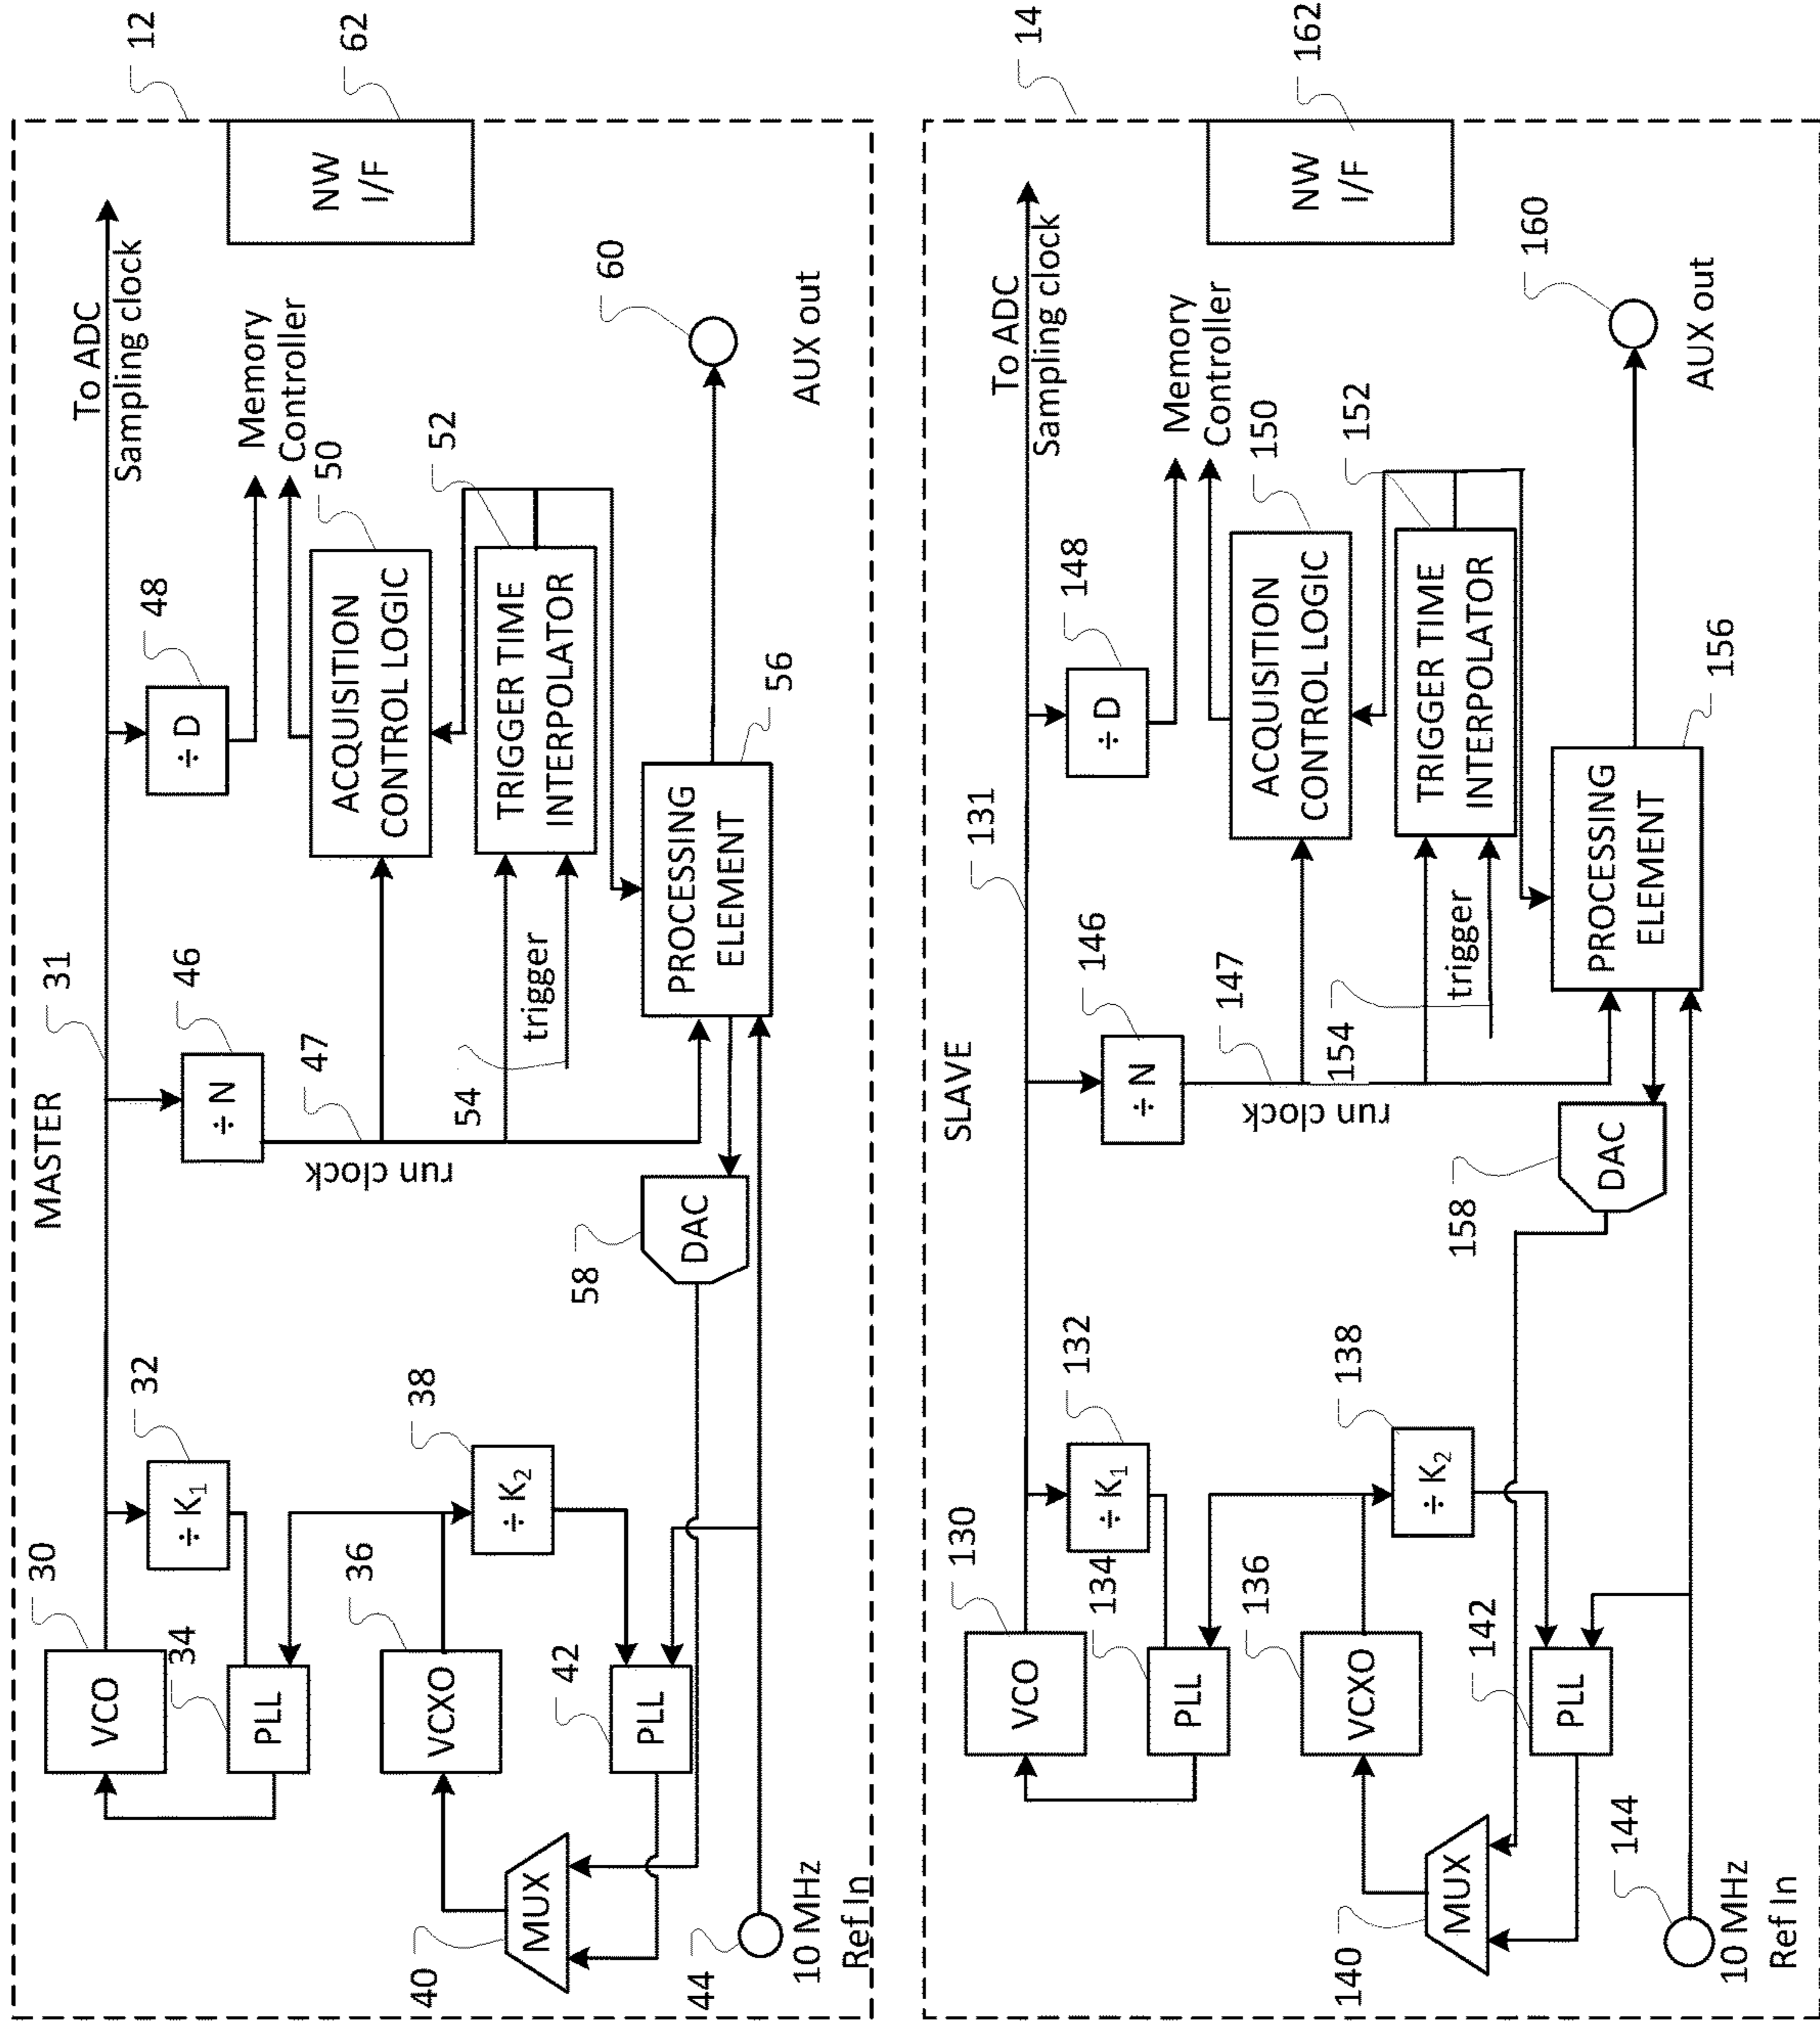 MASTER
12
31
30
VCO
32
÷ K1
34
PLL
36
VCXO
38
÷ K2
40
MUX
42
PLL
44
10 MHz
Ref In
46
÷ N
47
run clock
48
÷ D
To ADC
Sampling clock
Memory
Controller
50
ACQUISITION
CONTROL LOGIC
52
TRIGGER TIME
INTERPOLATOR
54
trigger
56
PROCESSING
ELEMENT
58
DAC
60
AUX out
62
NW
I/F
SLAVE
14
131
130
VCO
132
÷ K1
134
PLL
136
VCXO
138
÷ K2
140
MUX
142
PLL
144
10 MHz
Ref In
146
÷ N
147
run clock
148
÷ D
To ADC
Sampling clock
Memory
Controller
150
ACQUISITION
CONTROL LOGIC
152
TRIGGER TIME
INTERPOLATOR
154
trigger
156
PROCESSING
ELEMENT
158
DAC
160
AUX out
162
NW
I/F